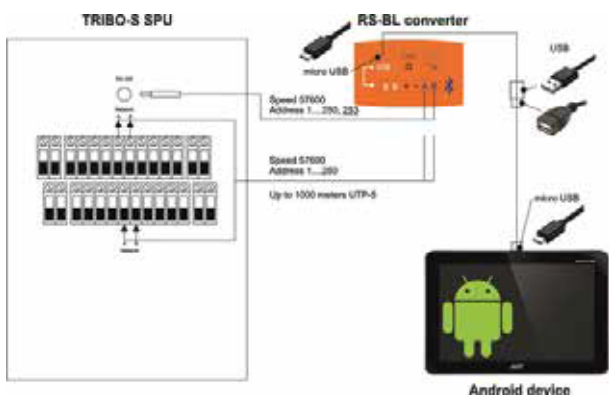 TRIBO-S SPU
RS-BL converter
micro USB
USB
Speed 57600
Address 1....250, 253
Speed 57600
Address 1....250
Up to 1000 meters UTP-5
micro USB
Android device